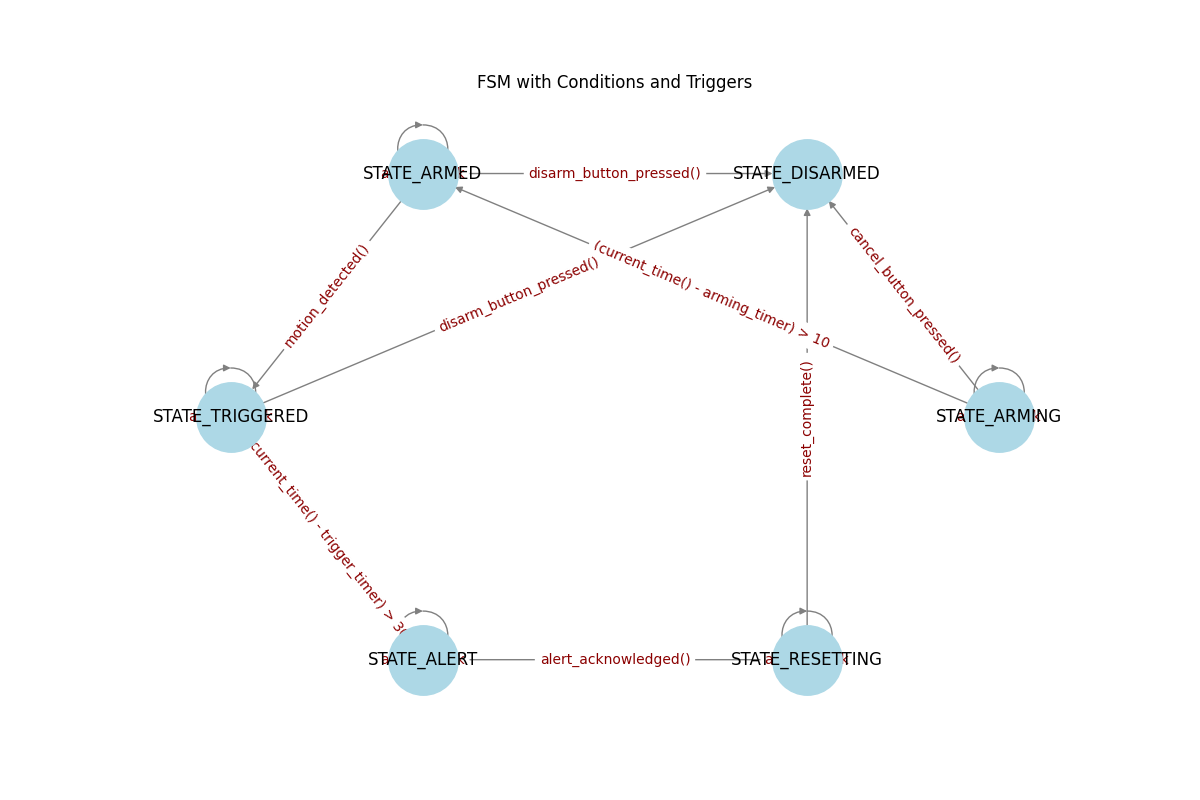 FSM with Conditions and Triggers
STATE_ARMED
disarm_button_pressed()
STATE_DISARMED
motion_detected()
disarm_button_pressed()
(current_time() - arming_timer) > 10
cancel_button_pressed()
STATE_TRIGGERED
STATE_ARMING
reset_complete()
current_time() - trigger_timer) >
STATE_ALERT
alert_acknowledged()
STATE_RESETTING